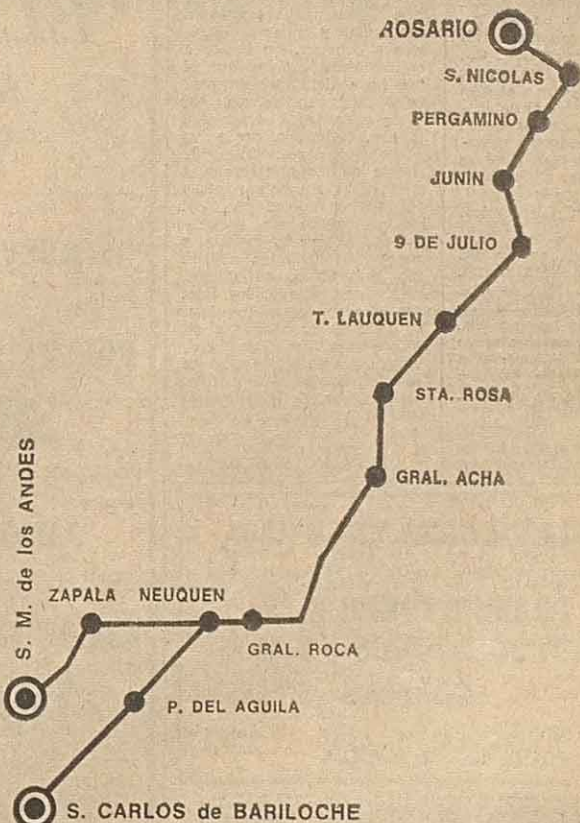 ROSARIO
S. NICOLAS
PERGAMINO
JUNIN
9 DE JULIO
T. LAUQUEN
STA. ROSA
GRAL. ACHA
S. M. de los ANDES
ZAPALA
NEUQUEN
GRAL. ROCA
P. DEL AGUILA
S. CARLOS de BARILOCHE